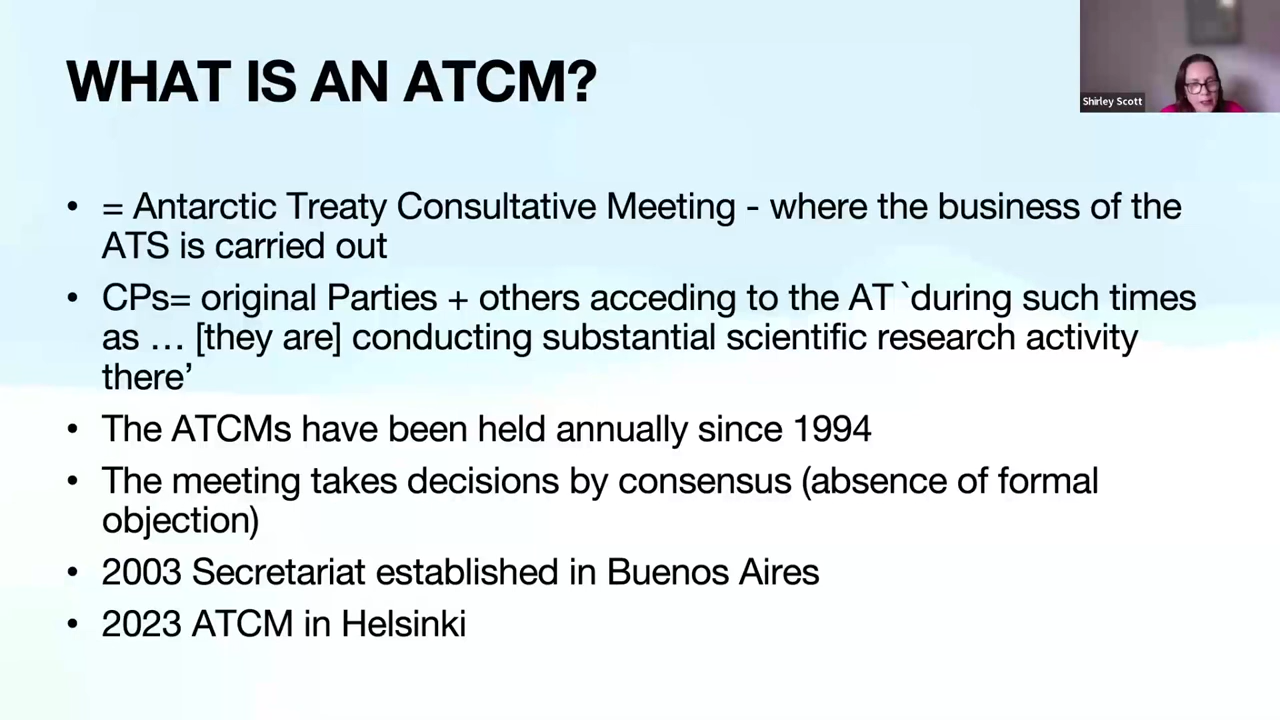 WHAT IS AN ATCM?
Shirley Scott
• = Antarctic Treaty Consultative Meeting - where the business of the
ATS is carried out
• CPs= original Parties + others acceding to the AT `during such times
as … [they are] conducting substantial scientific research activity
there’
• The ATCMs have been held annually since 1994
• The meeting takes decisions by consensus (absence of formal
objection)
• 2003 Secretariat established in Buenos Aires
• 2023 ATCM in Helsinki